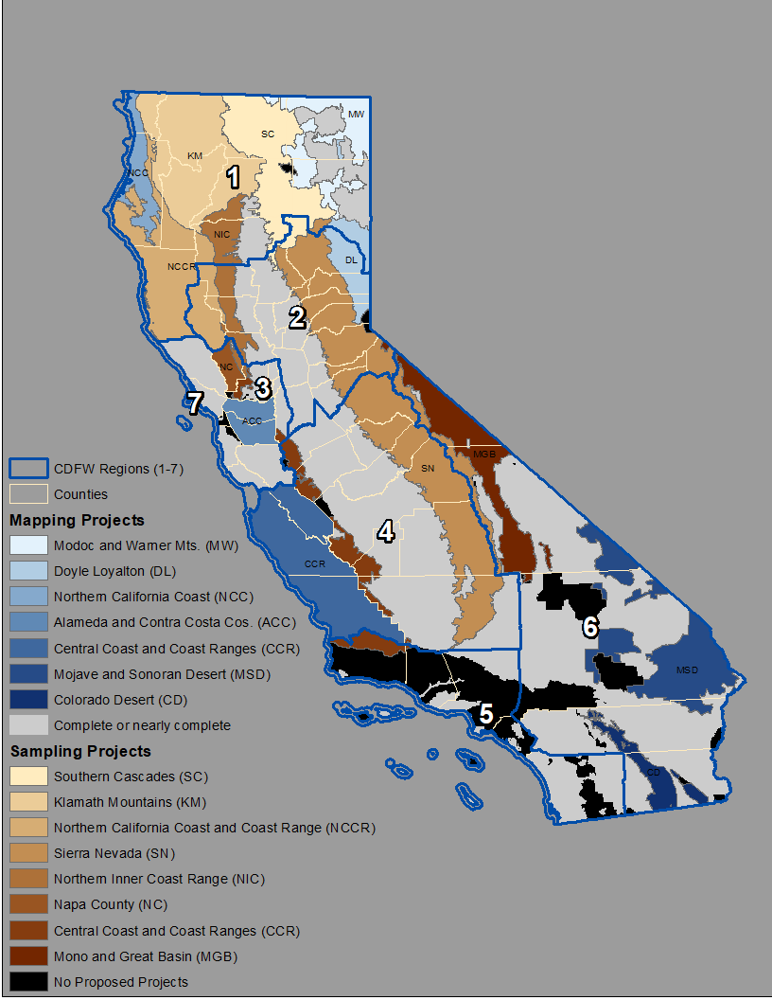 MW
SC
KM
NCC
1
NIC
DL
NCCR
2
NC
3
7
ACC
SN
MGB
4
CCR
6
MSD
5
CD
CDFW Regions (1-7)
Counties
Mapping Projects
Modoc and Warner Mts. (MW)
Doyle Loyalton (DL)
Northern California Coast (NCC)
Alameda and Contra Costa Cos. (ACC)
Central Coast and Coast Ranges (CCR)
Mojave and Sonoran Desert (MSD)
Colorado Desert (CD)
Complete or nearly complete
Sampling Projects
Southern Cascades (SC)
Klamath Mountains (KM)
Northern California Coast and Coast Range (NCCR)
Sierra Nevada (SN)
Northern Inner Coast Range (NIC)
Napa County (NC)
Central Coast and Coast Ranges (CCR)
Mono and Great Basin (MGB)
No Proposed Projects